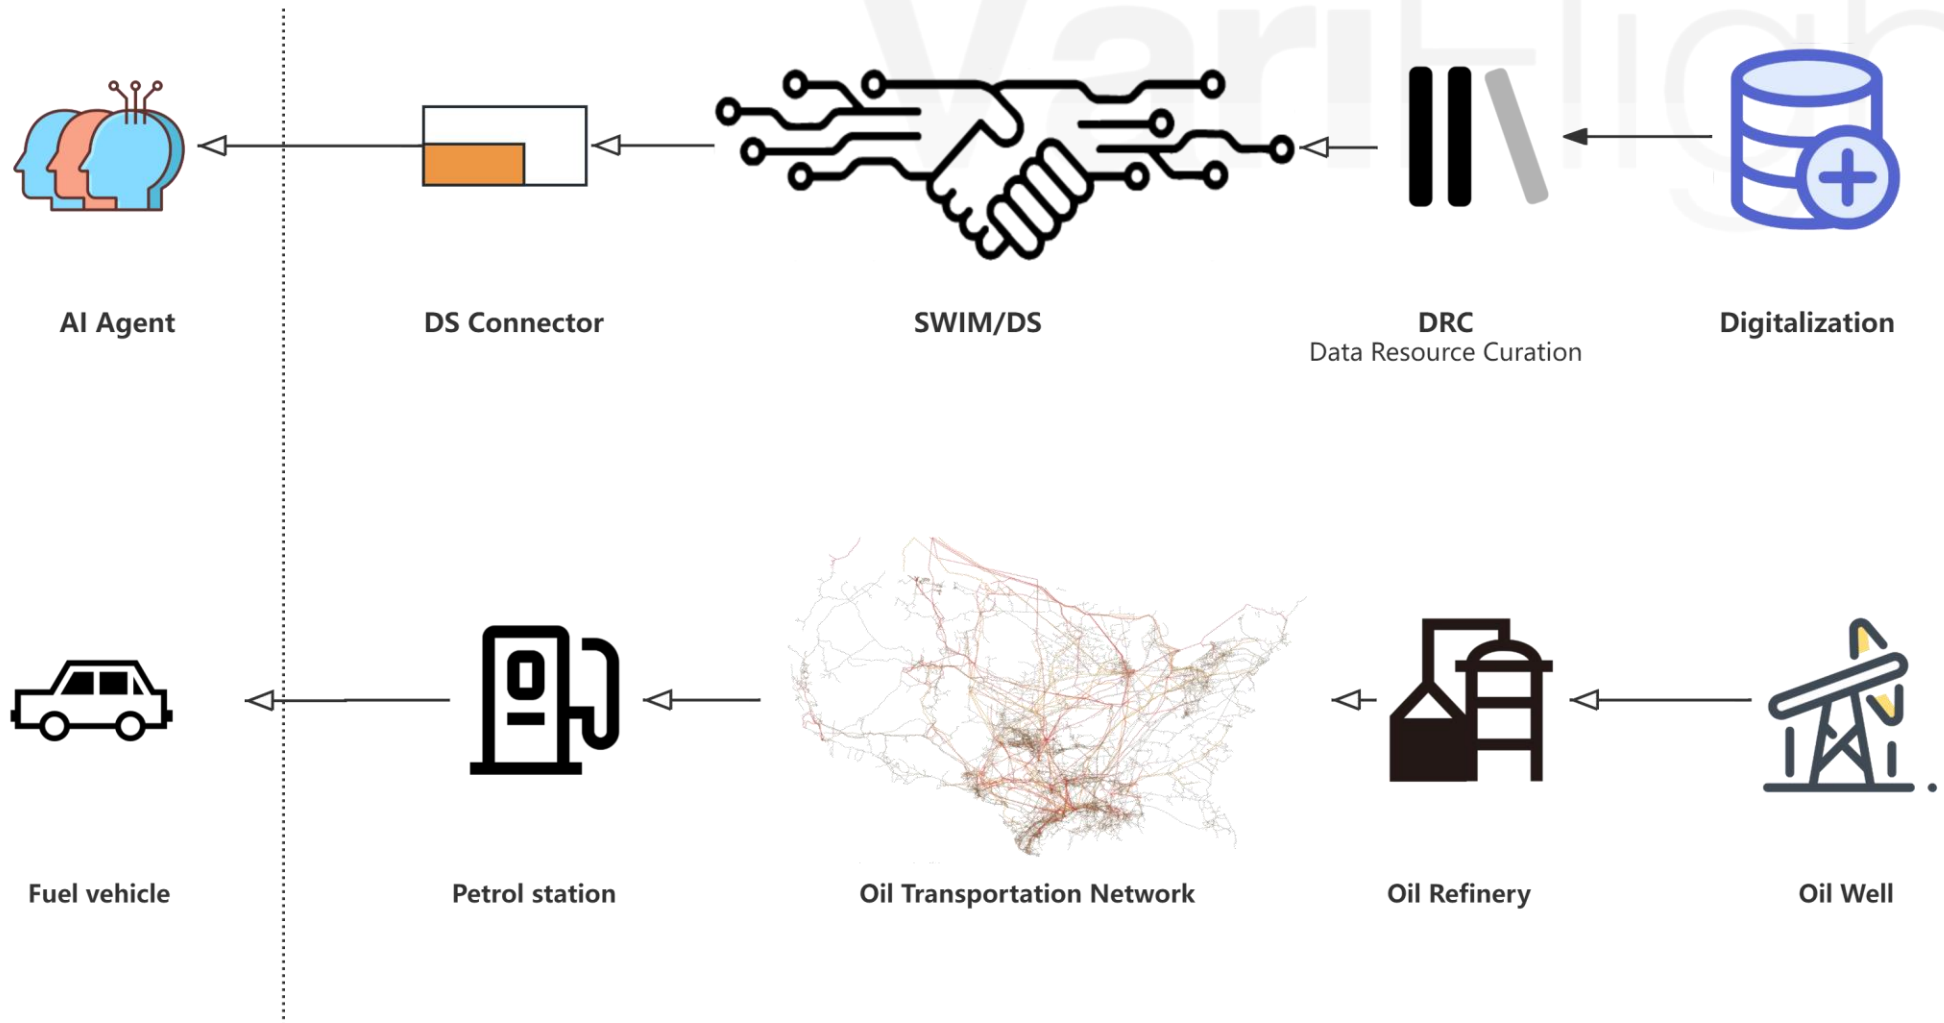 VariFlight
AI Agent
DS Connector
SWIM/DS
DRC
Data Resource Curation
Digitalization
Fuel vehicle
Petrol station
Oil Transportation Network
Oil Refinery
Oil Well